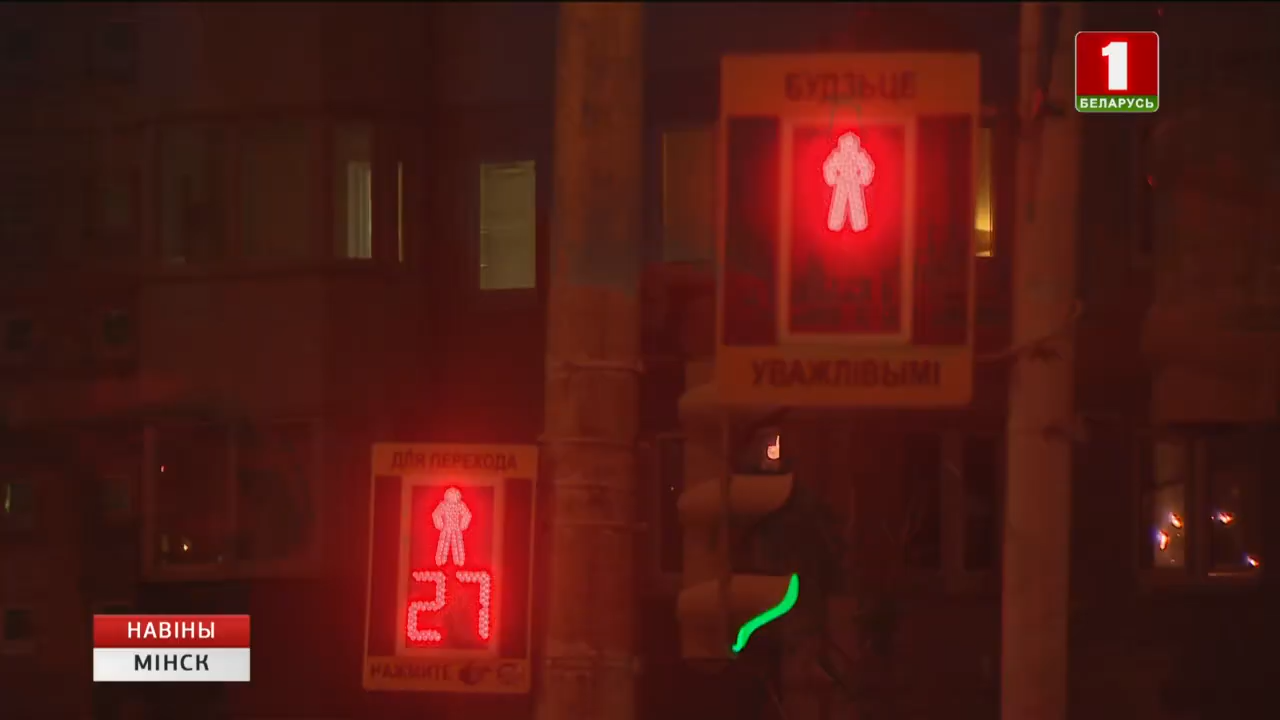 1
БЕЛАРУСЬ
БУДЗЬЦЕ
УВАЖЛІВЫМІ
ДЛЯ ПЕРЕХОДА
27
НАЖМИТЕ
НАВІНЫ
МІНСК